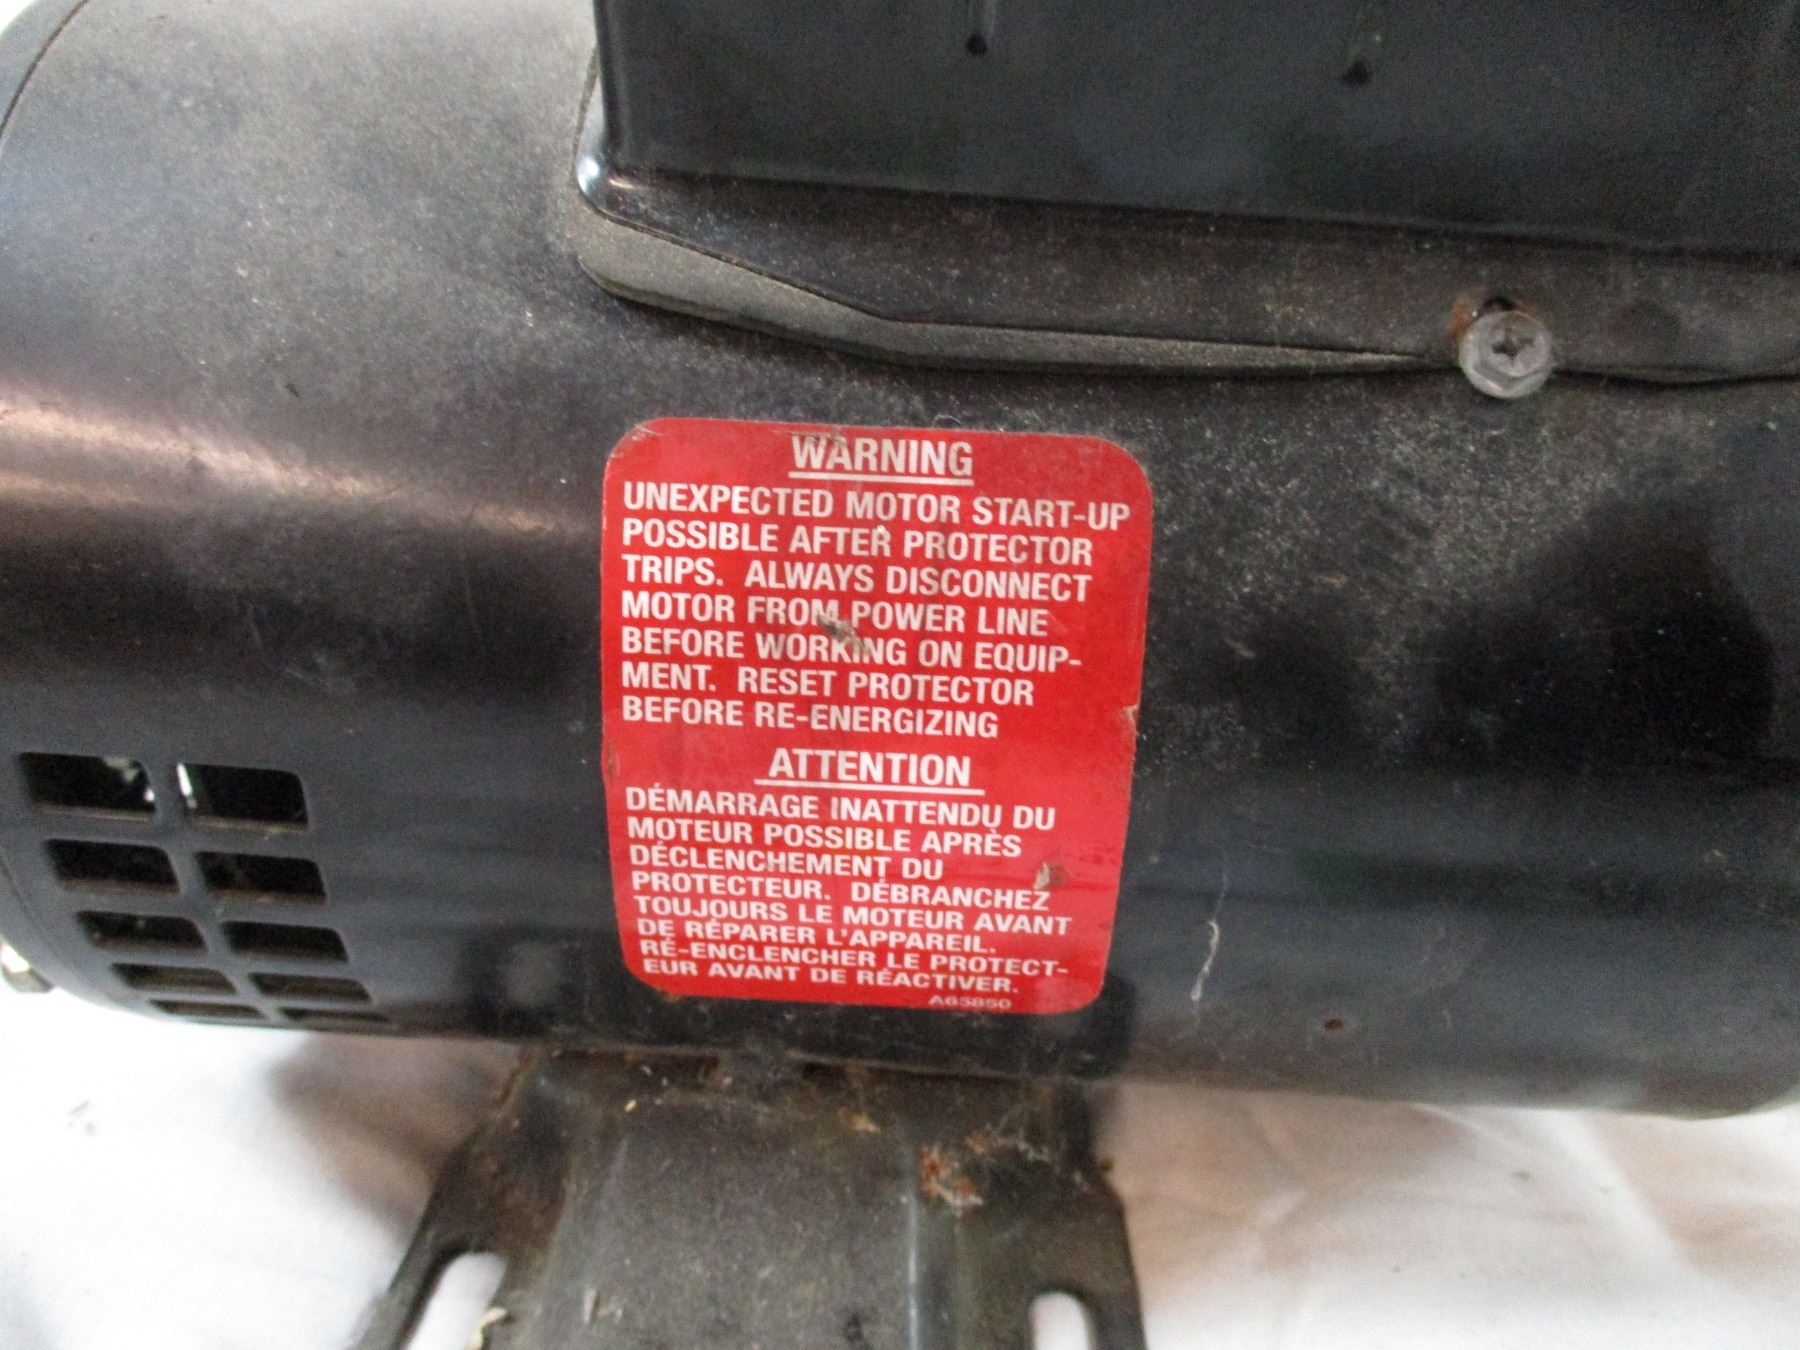 WARNING
UNEXPECTED MOTOR START-UP
POSSIBLE AFTER PROTECTOR
TRIPS. ALWAYS DISCONNECT
MOTOR FROM POWER LINE
BEFORE WORKING ON EQUIP-
MENT. RESET PROTECTOR
BEFORE RE-ENERGIZING
ATTENTION
DÉMARRAGE INATTENDU DU
MOTEUR POSSIBLE APRÈS
DÉCLENCHEMENT DU
PROTECTEUR. DÉBRANCHEZ
TOUJOURS LE MOTEUR AVANT
DE RÉPARER L'APPAREIL.
RÉ-ENCLENCHER LE PROTECT-
EUR AVANT DE RÉACTIVER.
A63850